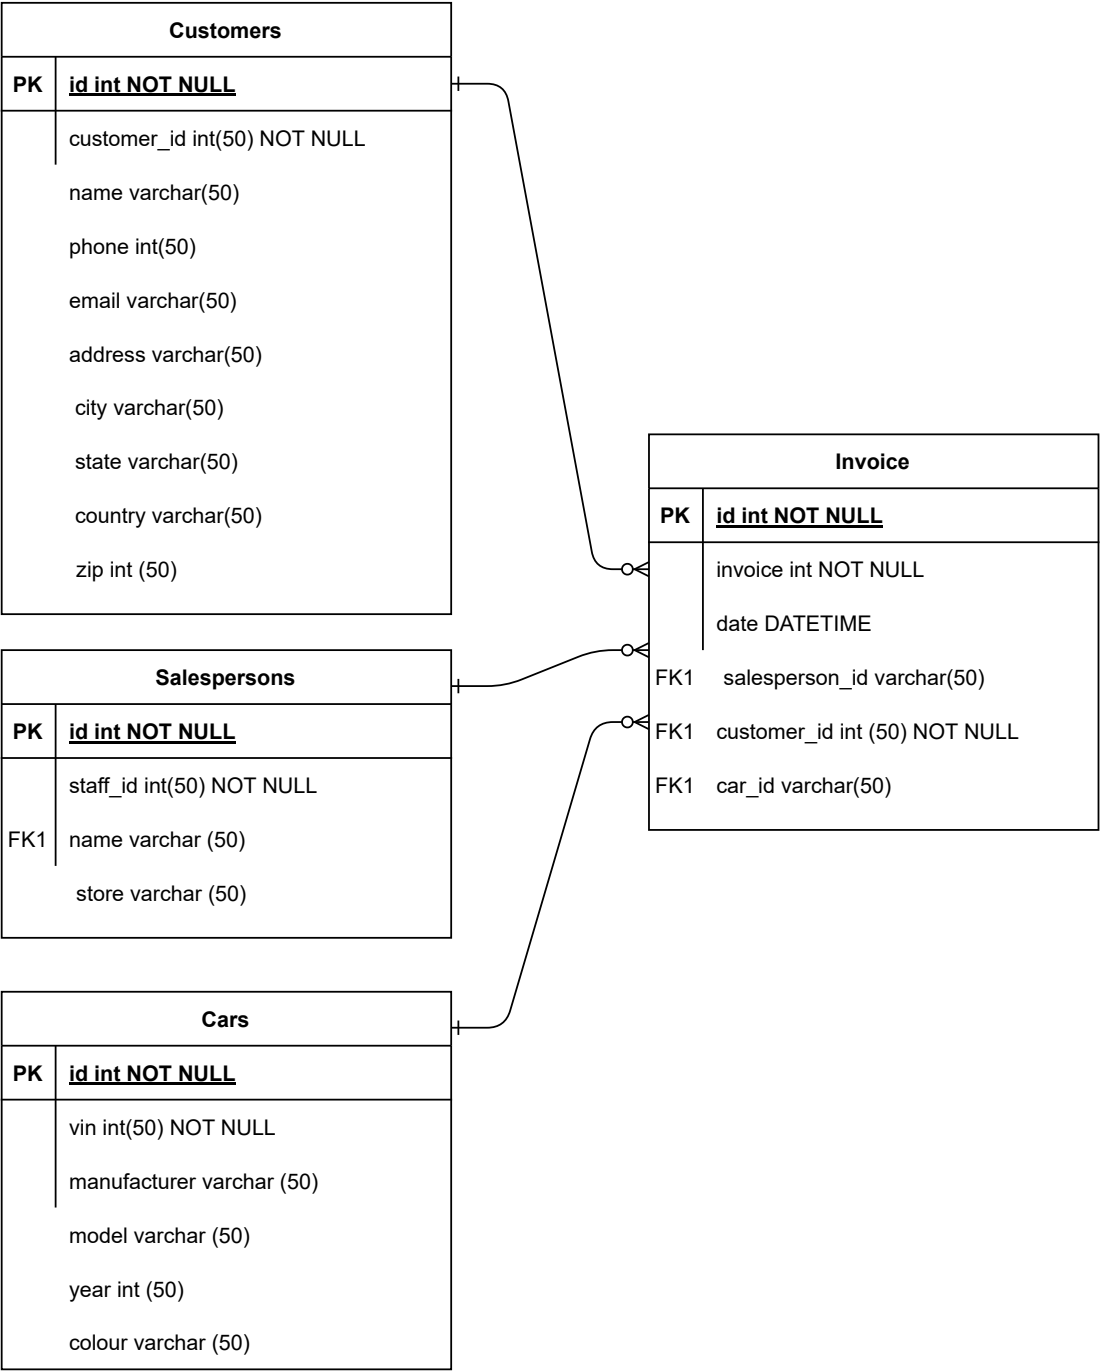 Customers
PK id int NOT NULL
customer_id int(50) NOT NULL
name varchar(50)
phone int(50)
email varchar(50)
address varchar(50)
city varchar(50)
state varchar(50)
country varchar(50)
zip int (50)
Salespersons
PK id int NOT NULL
staff_id int(50) NOT NULL
FK1 name varchar (50)
store varchar (50)
Cars
PK id int NOT NULL
vin int(50) NOT NULL
manufacturer varchar (50)
model varchar (50)
year int (50)
colour varchar (50)
Invoice
PK id int NOT NULL
invoice int NOT NULL
date DATETIME
FK1 salesperson_id varchar(50)
FK1 customer_id int (50) NOT NULL
FK1 car_id varchar(50)